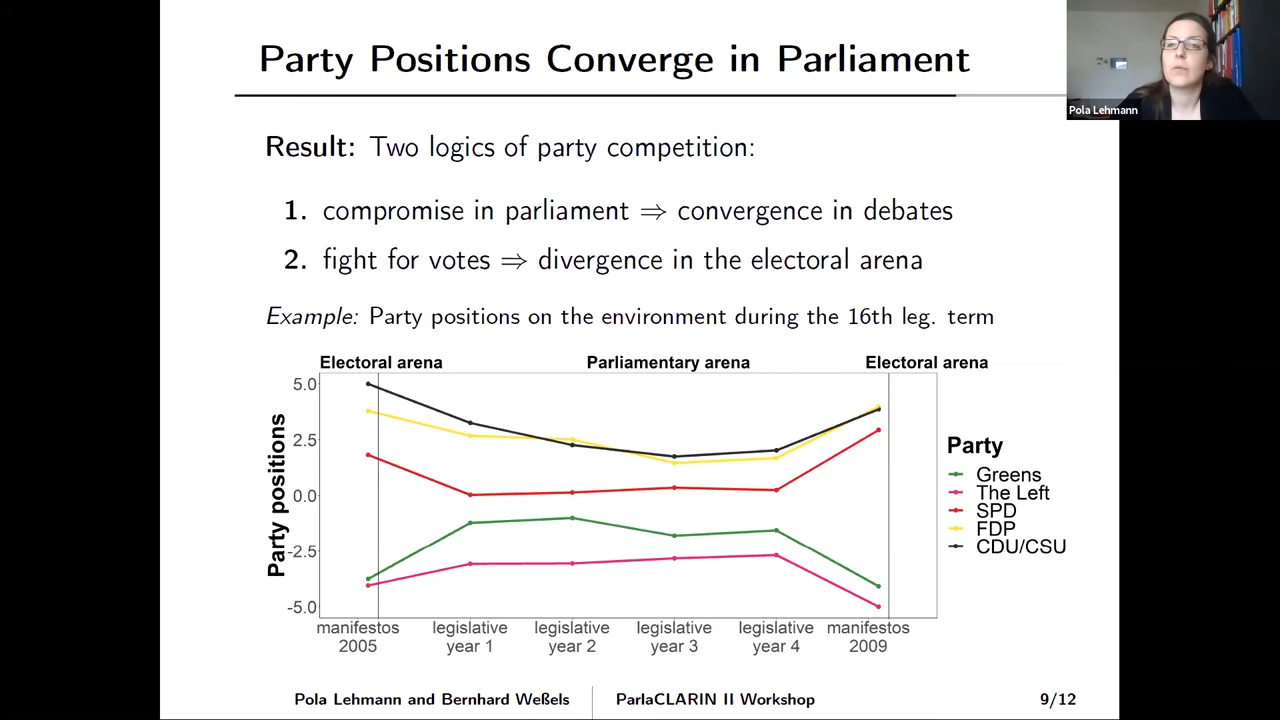 Party Positions Converge in Parliament
Pola Lehmann
Result: Two logics of party competition:
1. compromise in parliament ⇒ convergence in debates
2. fight for votes ⇒ divergence in the electoral arena
Example: Party positions on the environment during the 16th leg. term
Electoral arena Parliamentary arena Electoral arena
5.0
2.5
0.0
-2.5
-5.0
Party positions
manifestos 2005
legislative year 1
legislative year 2
legislative year 3
legislative year 4
manifestos 2009
Party
Greens
The Left
SPD
FDP
CDU/CSU
Pola Lehmann and Bernhard Weßels ParlaCLARIN II Workshop 9/12